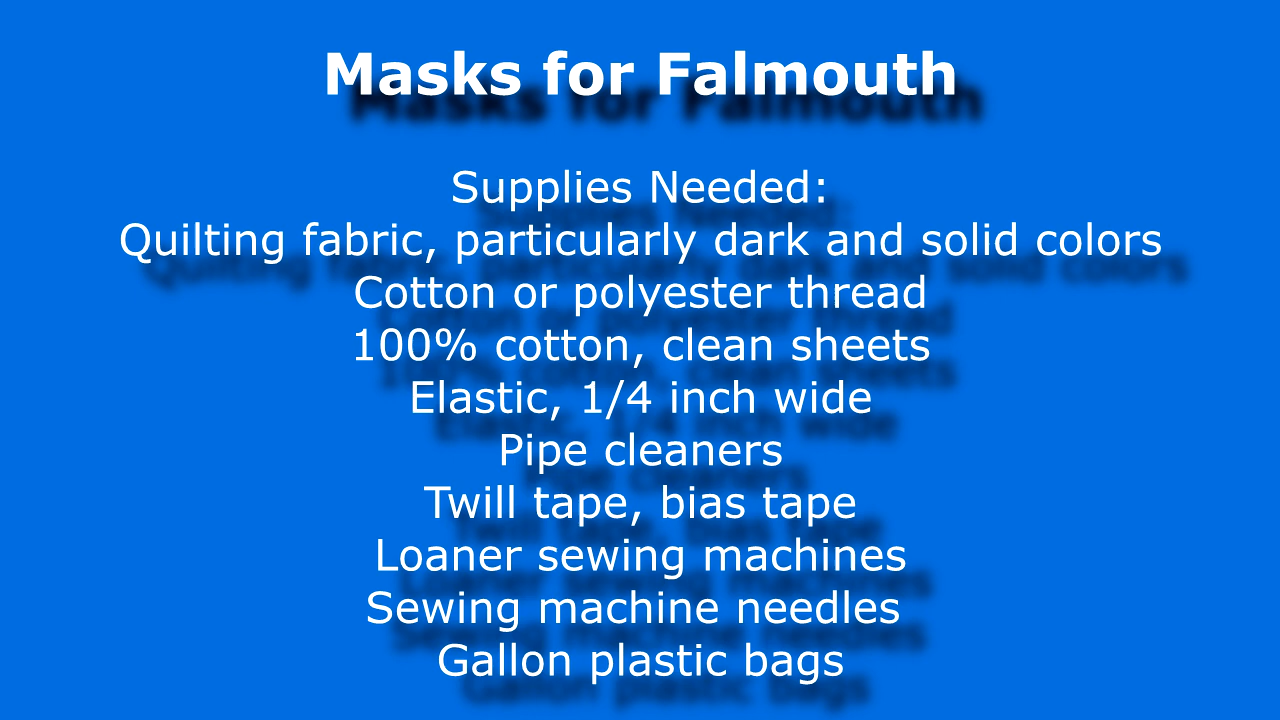 Masks for Falmouth
Supplies Needed:
Quilting fabric, particularly dark and solid colors
Cotton or polyester thread
100% cotton, clean sheets
Elastic, 1/4 inch wide
Pipe cleaners
Twill tape, bias tape
Loaner sewing machines
Sewing machine needles
Gallon plastic bags